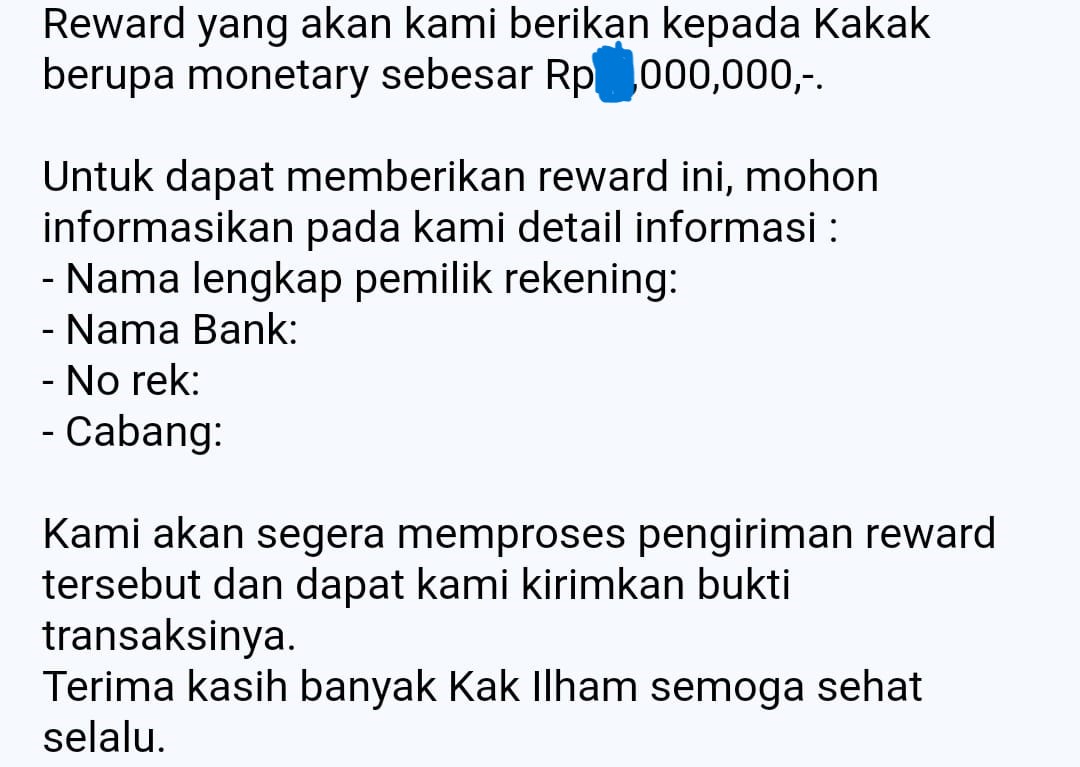 Reward yang akan kami berikan kepada Kakak
berupa monetary sebesar Rp ,000,000,-.
Untuk dapat memberikan reward ini, mohon
informasikan pada kami detail informasi :
- Nama lengkap pemilik rekening:
- Nama Bank:
- No rek:
- Cabang:
Kami akan segera memproses pengiriman reward
tersebut dan dapat kami kirimkan bukti
transaksinya.
Terima kasih banyak Kak Ilham semoga sehat
selalu.